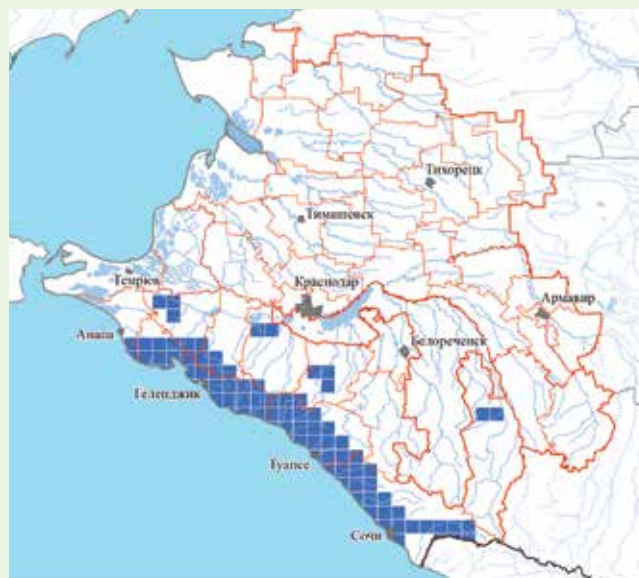 Тихорецк
Тимашевск
Темрюк
Краснодар
Армавир
Анапа
Белореченск
Геленджик
Туапсе
Сочи